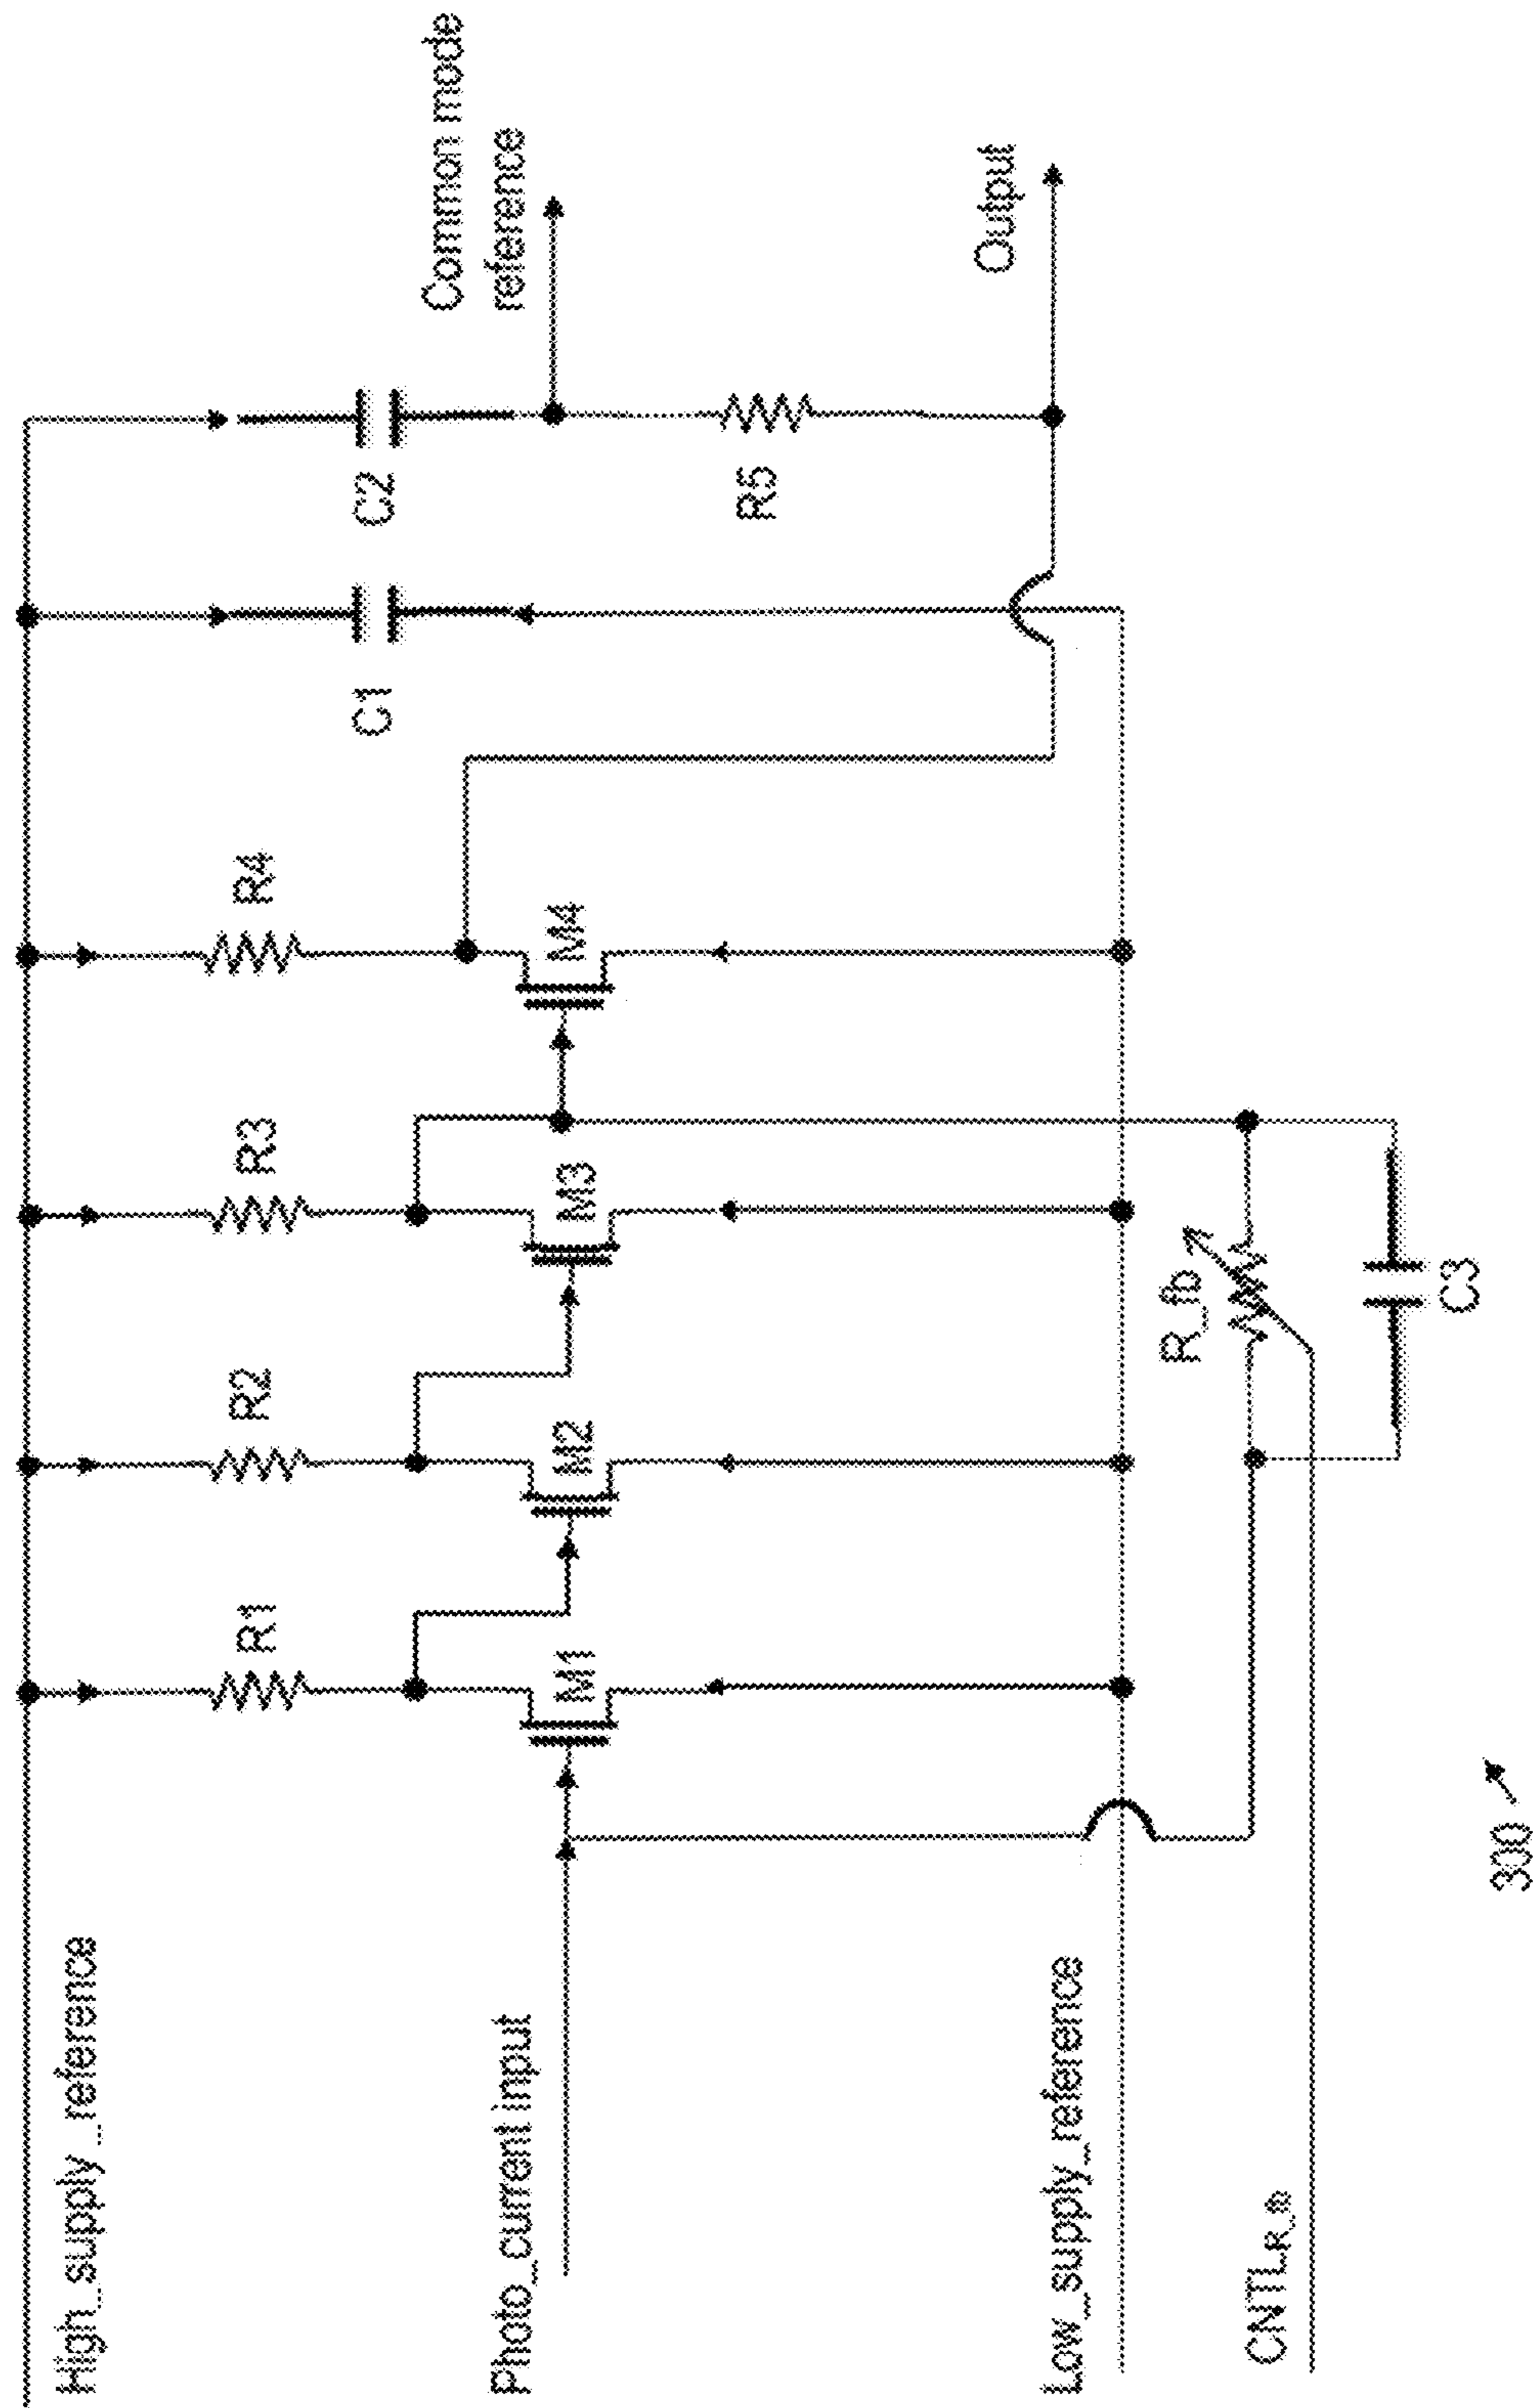 High_supply_reference
R1
R2
R3
R4
C1
C2
Common mode
reference
Photo_current input
M1
M2
M3
M4
R5
Output
Low_supply_reference
R_fb
CNTLR_fb
C3
300